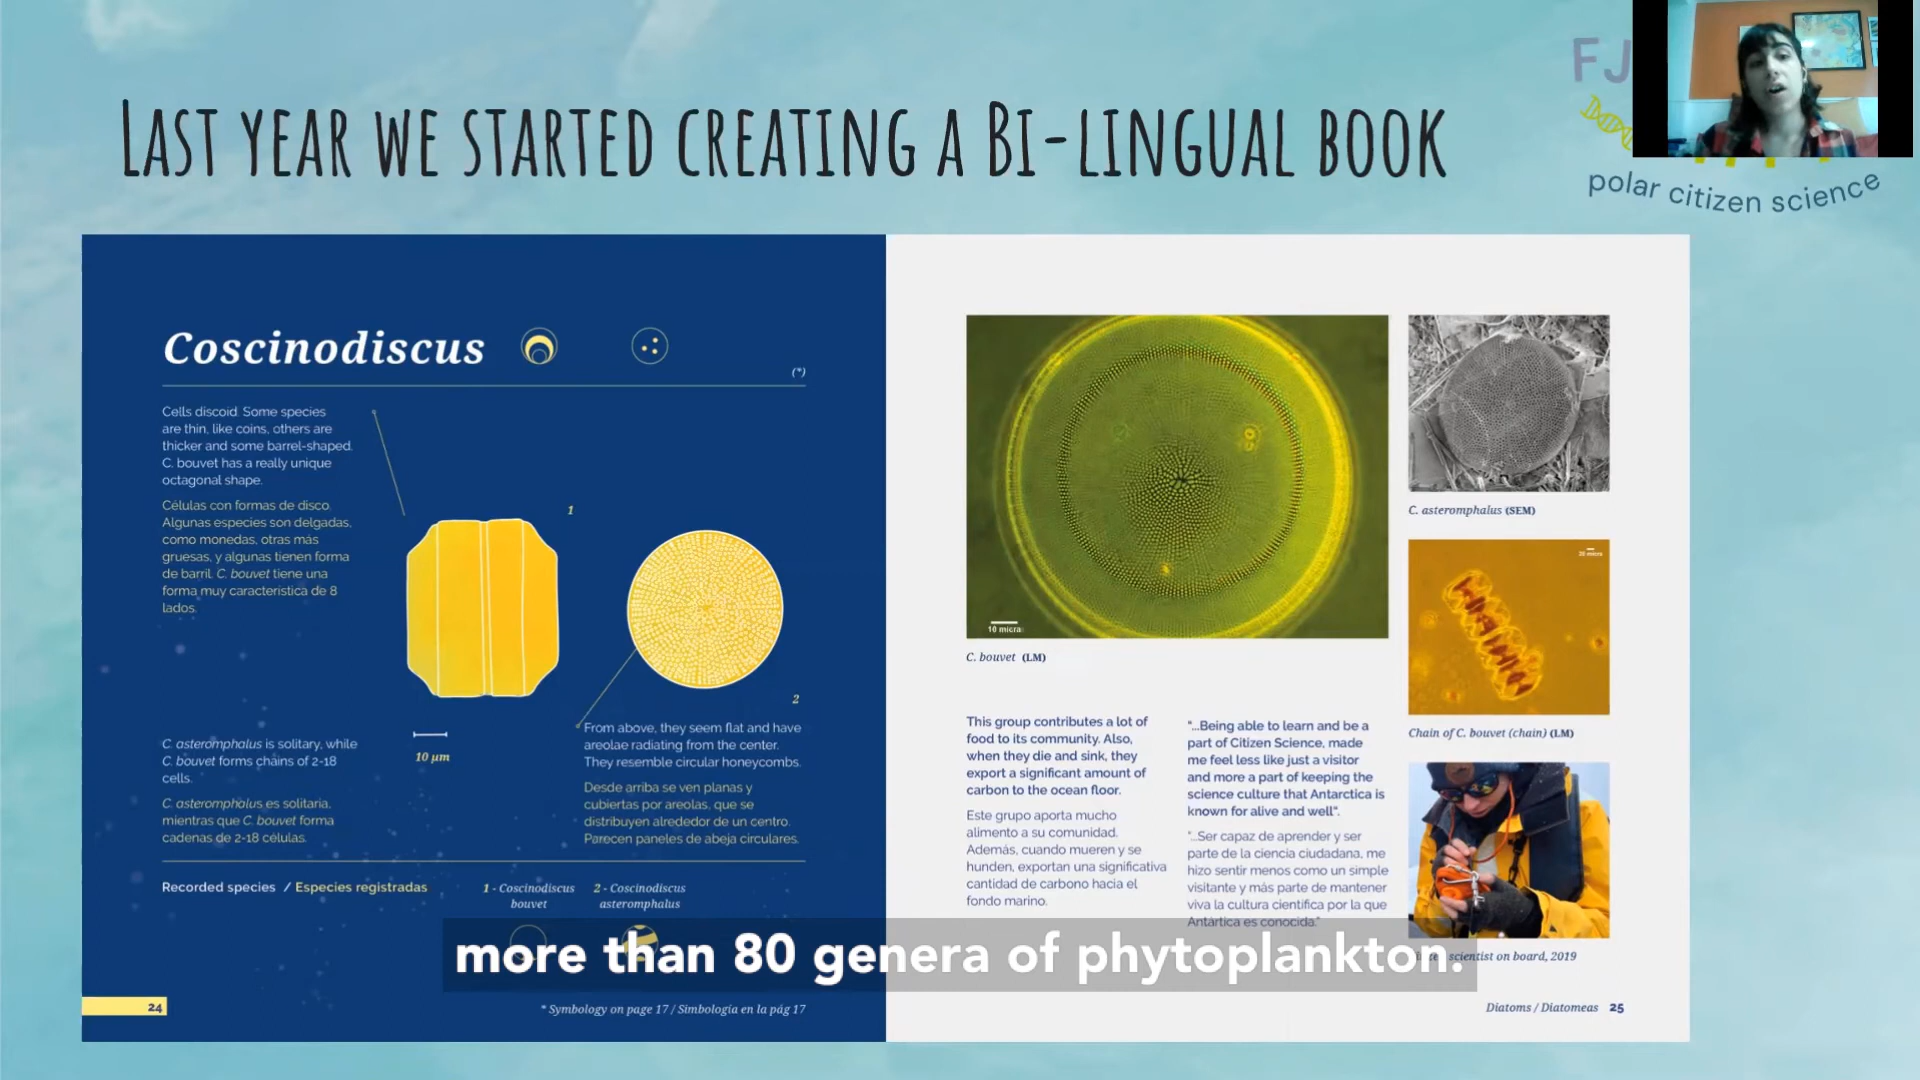 LAST YEAR WE STARTED CREATING A BI-LINGUAL BOOK
FJ
polar citizen science
Coscinodiscus
(*)
Cells discoid. Some species
are thin, like coins, others are
thicker and some barrel-shaped.
C. bouvet has a really unique
octagonal shape.
Células con formas de disco.
Algunas especies son delgadas,
como monedas, otras más
gruesas, y algunas tienen forma
de barril. C. bouvet tiene una
forma muy característica de 8
lados.
1
2
C. asteromphalus is solitary, while
C. bouvet forms chains of 2-18
cells.
C. asteromphalus es solitaria,
mientras que C. bouvet forma
cadenas de 2-18 células.
10 µm
From above, they seem flat and have
areolae radiating from the center.
They resemble circular honeycombs.
Desde arriba se ven planas y
cubiertas por areolas, que se
distribuyen alrededor de un centro.
Parecen paneles de abeja circulares.
Recorded species / Especies registradas
1 - Coscinodiscus
bouvet
2 - Coscinodiscus
asteromphalus
24
* Symbology on page 17 / Simbología en la pág 17
10 micra
C. bouvet (LM)
C. asteromphalus (SEM)
Chain of C. bouvet (chain) (LM)
This group contributes a lot of
food to its community. Also,
when they die and sink, they
export a significant amount of
carbon to the ocean floor.
Este grupo aporta mucho
alimento a su comunidad.
Además, cuando mueren y se
hunden, exportan una significativa
cantidad de carbono hacia el
fondo marino.
"...Being able to learn and be a
part of Citizen Science, made
me feel less like just a visitor
and more a part of keeping the
science culture that Antarctica is
known for alive and well".
"...Ser capaz de aprender y ser
parte de la ciencia ciudadana, me
hizo sentir menos como un simple
visitante y más parte de mantener
viva la cultura científica por la que
Antártica es conocida."
scientist on board, 2019
Diatoms / Diatomeas 25
more than 80 genera of phytoplankton.